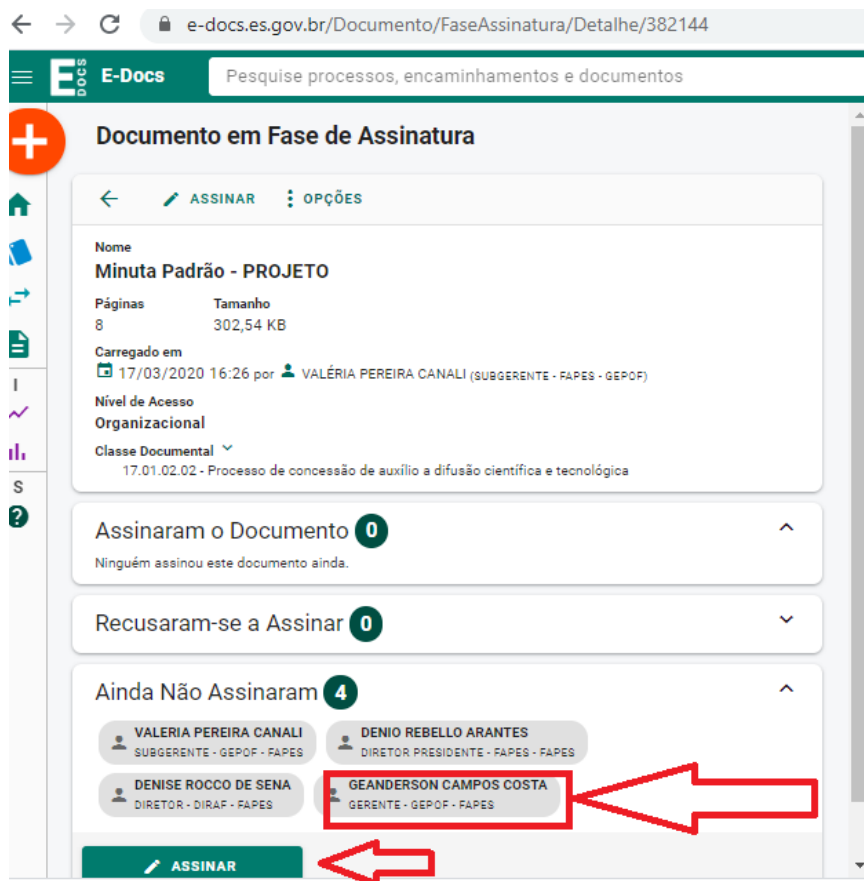 e-docs.es.gov.br/Documento/FaseAssinatura/Detalhe/382144
E DOCS E-Docs Pesquise processos, encaminhamentos e documentos
Documento em Fase de Assinatura
ASSINAR OPÇÕES
Nome
Minuta Padrão - PROJETO
Páginas Tamanho
8 302,54 KB
Carregado em
17/03/2020 16:26 por VALÉRIA PEREIRA CANALI (SUBGERENTE - FAPES - GEPOF)
Nível de Acesso
Organizacional
I
Classe Documental
17.01.02.02 - Processo de concessão de auxílio a difusão científica e tecnológica
S
?
Assinaram o Documento 0
Ninguém assinou este documento ainda.
Recusaram-se a Assinar 0
Ainda Não Assinaram 4
VALERIA PEREIRA CANALI DENIO REBELLO ARANTES
SUBGERENTE - GEPOF - FAPES DIRETOR PRESIDENTE - FAPES - FAPES
DENISE ROCCO DE SENA GEANDERSON CAMPOS COSTA
DIRETOR - DIRAF - FAPES GERENTE - GEPOF - FAPES
ASSINAR